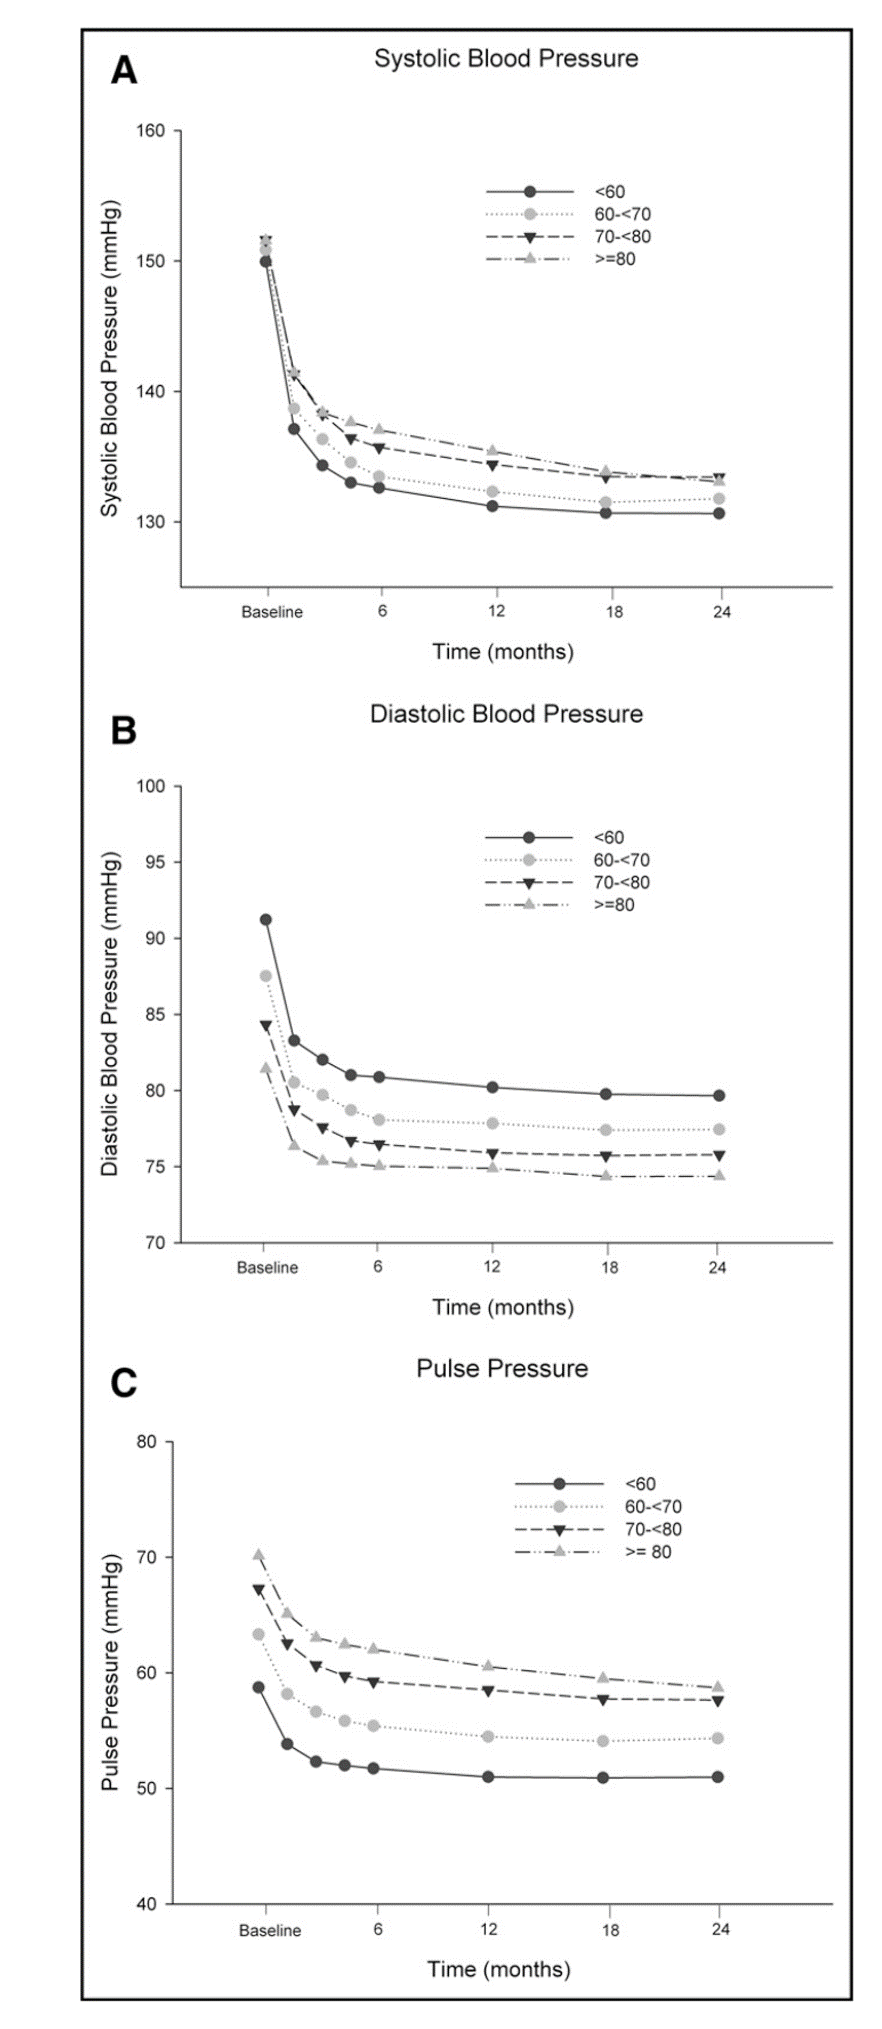 A
Systolic Blood Pressure
160
150
140
130
Systolic Blood Pressure (mmHg)
<60
60-<70
70-<80
>=80
Baseline 6 12 18 24
Time (months)
B
Diastolic Blood Pressure
100
95
90
85
80
75
70
Diastolic Blood Pressure (mmHg)
<60
60-<70
70-<80
>=80
Baseline 6 12 18 24
Time (months)
C
Pulse Pressure
80
70
60
50
40
Pulse Pressure (mmHg)
<60
60-<70
70-<80
>= 80
Baseline 6 12 18 24
Time (months)